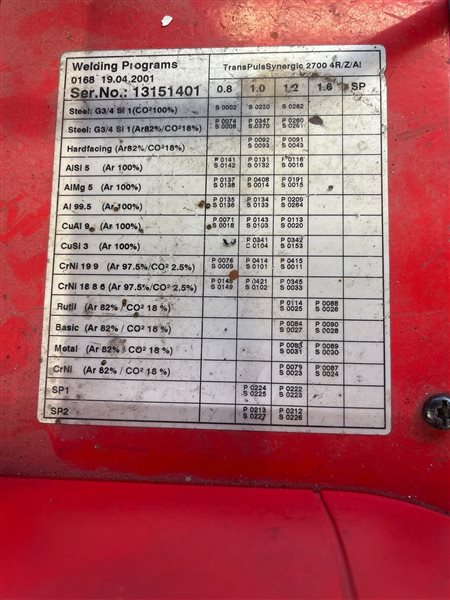 Welding Programs
TransPulsSynergic 2700 4R/Z/A!
0168 19.04.2001
Ser.No.: 13151401
0.8 1.0 1.2 1.6 SP
Steel: G3/4 Si 1(CO²100%) S 0002 S 0230 S 0262
Steel: G3/4 Si 1(Ar82%/CO²18%) P 0074 P 0347 P 0260
S 0008 S 0370 S 0261
Hardfacing (Ar82%/CO²18%) P 0092 P 0091
S 0093 S 0043
AlSi 5 (Ar 100%) P 0141 P 0131 P 0116
S 0142 S 0132 S 0016
AlMg 5 (Ar 100%) P 0137 P 0406 P 0191
S 0138 S 0014 S 0015
Al 99.5 (Ar 100%) P 0135 P 0134 P 0209
S 0136 S 0133 S 0264
CuAl 9 (Ar 100%) P 0071 P 0143 P 0113
S 0018 S 0103 S 0020
CuSi 3 (Ar 100%) P 0341 P 0342
S 0104 S 0153
CrNi 19 9 (Ar 97.5%/CO² 2.5%) P 0076 P 0414 P 0415
S 0009 S 0101 S 0011
CrNi 18 8 6 (Ar 97.5%/CO² 2.5%) P 0148 P 0421 P 0345
S 0149 S 0102 S 0033
Rutil (Ar 82% / CO² 18 %) P 0114 P 0088
S 0025 S 0026
Basic (Ar 82% / CO² 18 %) P 0084 P 0090
S 0027 S 0028
Metal (Ar 82% / CO² 18 %) P 0083 P 0089
S 0031 S 0030
CrNi (Ar 82% / CO² 18 %) P 0079 P 0087
S 0023 S 0024
SP1 P 0224 P 0222
S 0225 S 0223
SP2 P 0213 P 0212
S 0227 S 0226